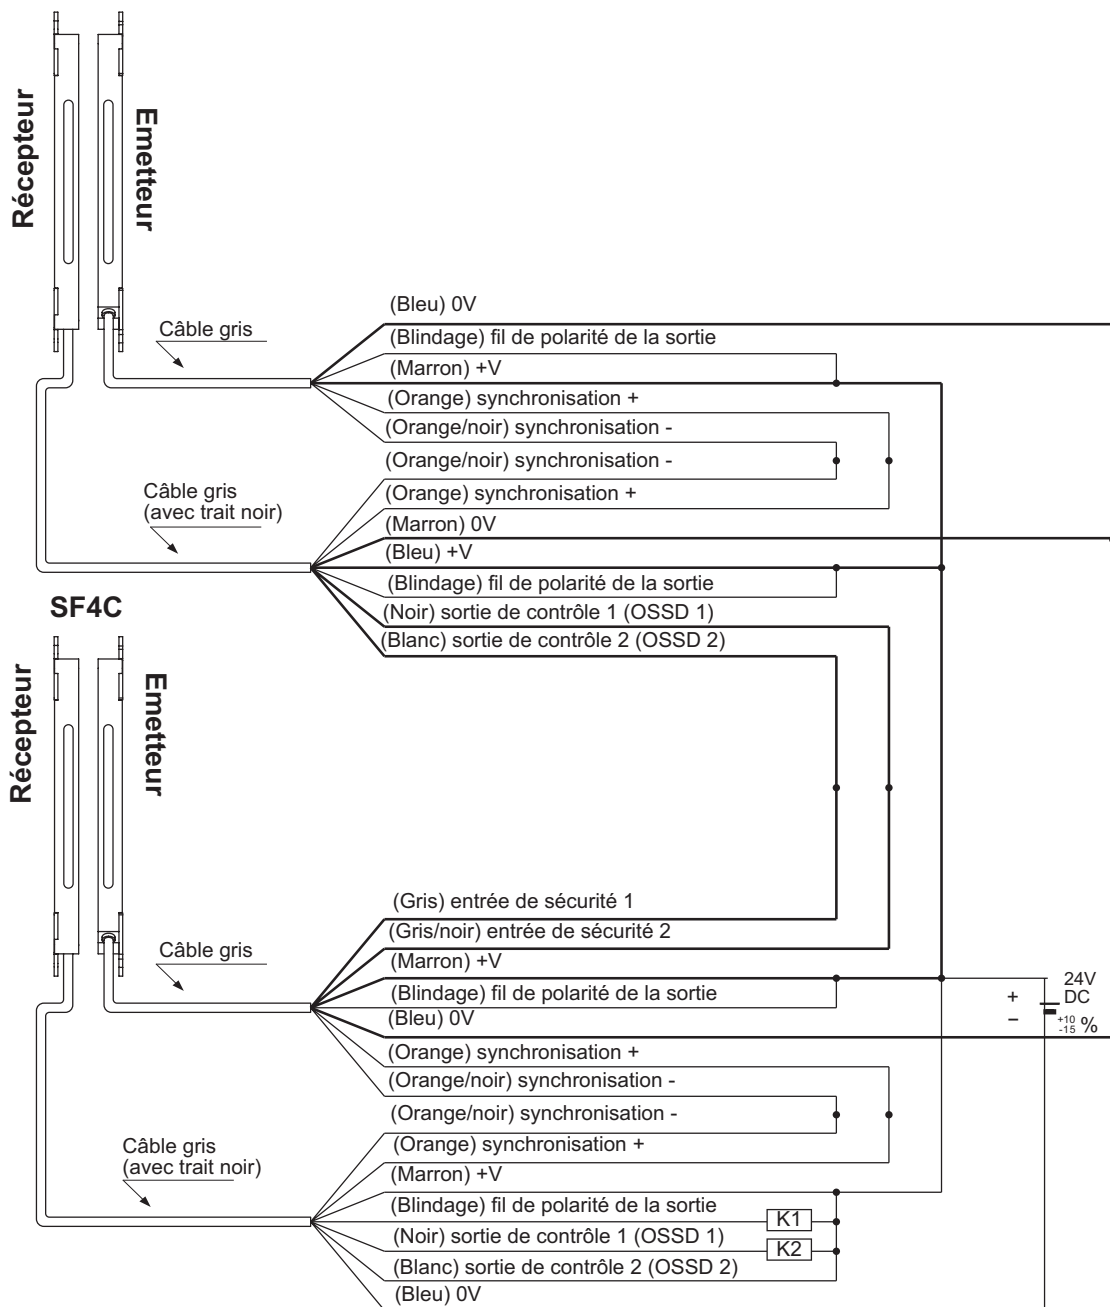 Récepteur
Emetteur
Câble gris
(Bleu) 0V
(Blindage) fil de polarité de la sortie
(Marron) +V
(Orange) synchronisation +
(Orange/noir) synchronisation -
(Orange/noir) synchronisation -
(Orange) synchronisation +
Câble gris
(avec trait noir)
(Marron) 0V
(Bleu) +V
(Blindage) fil de polarité de la sortie
(Noir) sortie de contrôle 1 (OSSD 1)
(Blanc) sortie de contrôle 2 (OSSD 2)
SF4C
Récepteur
Emetteur
Câble gris
(Gris) entrée de sécurité 1
(Gris/noir) entrée de sécurité 2
(Marron) +V
(Blindage) fil de polarité de la sortie
(Bleu) 0V
24V
DC
+
−
+10
-15 %
(Orange) synchronisation +
(Orange/noir) synchronisation -
(Orange/noir) synchronisation -
(Orange) synchronisation +
Câble gris
(avec trait noir)
(Marron) +V
(Blindage) fil de polarité de la sortie
K1
(Noir) sortie de contrôle 1 (OSSD 1)
K2
(Blanc) sortie de contrôle 2 (OSSD 2)
(Bleu) 0V